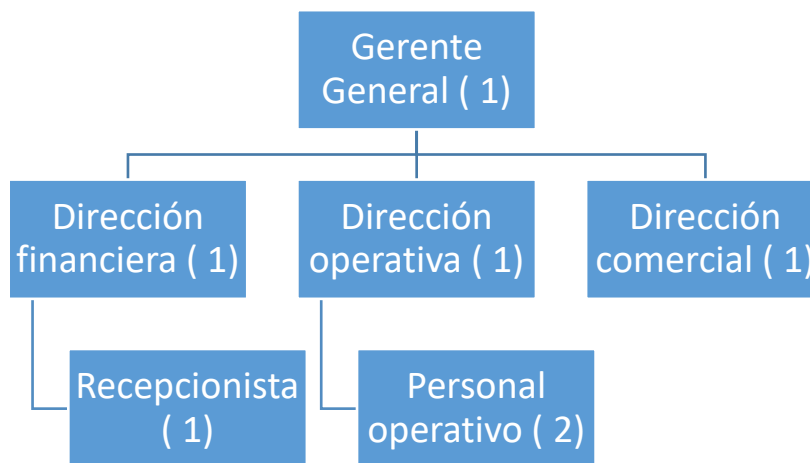 Gerente
General ( 1)
Dirección
financiera ( 1)
Dirección
operativa ( 1)
Dirección
comercial ( 1)
Recepcionista
( 1)
Personal
operativo ( 2)